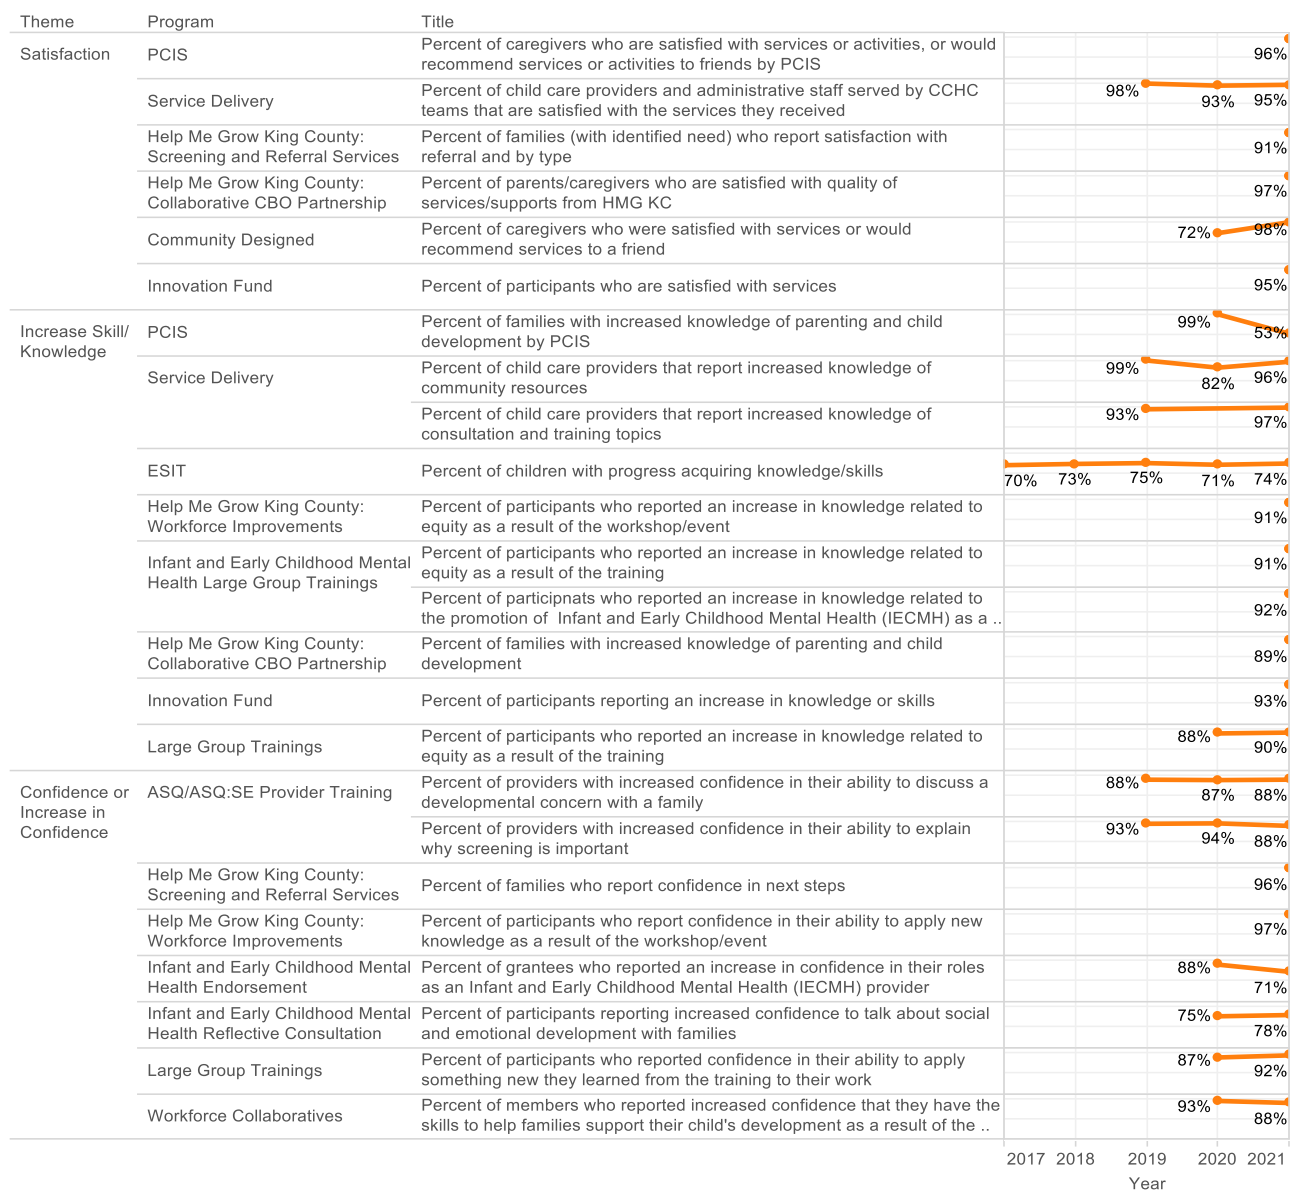 Theme Program Title
Satisfaction PCIS Percent of caregivers who are satisfied with services or activities, or would
recommend services or activities to friends by PCIS 96%
Service Delivery Percent of child care providers and administrative staff served by CCHC
teams that are satisfied with the services they received 98% 93% 95%
Help Me Grow King County: Percent of families (with identified need) who report satisfaction with
Screening and Referral Services referral and by type 91%
Help Me Grow King County: Percent of parents/caregivers who are satisfied with quality of
Collaborative CBO Partnership services/supports from HMG KC 97%
Community Designed Percent of caregivers who were satisfied with services or would
recommend services to a friend 72% 98%
Innovation Fund Percent of participants who are satisfied with services 95%
Increase Skill/ PCIS Percent of families with increased knowledge of parenting and child
Knowledge development by PCIS 99% 53%
Service Delivery Percent of child care providers that report increased knowledge of
community resources 99% 82% 96%
Percent of child care providers that report increased knowledge of
consultation and training topics 93% 97%
ESIT Percent of children with progress acquiring knowledge/skills 70% 73% 75% 71% 74%
Help Me Grow King County: Percent of participants who reported an increase in knowledge related to
Workforce Improvements equity as a result of the workshop/event 91%
Infant and Early Childhood Mental Percent of participants who reported an increase in knowledge related to
Health Large Group Trainings equity as a result of the training 91%
Percent of participnats who reported an increase in knowledge related to
the promotion of Infant and Early Childhood Mental Health (IECMH) as a .. 92%
Help Me Grow King County: Percent of families with increased knowledge of parenting and child
Collaborative CBO Partnership development 89%
Innovation Fund Percent of participants reporting an increase in knowledge or skills 93%
Large Group Trainings Percent of participants who reported an increase in knowledge related to
equity as a result of the training 88% 90%
Confidence or ASQ/ASQ:SE Provider Training Percent of providers with increased confidence in their ability to discuss a
Increase in developmental concern with a family 88% 87% 88%
Confidence Percent of providers with increased confidence in their ability to explain
why screening is important 93% 94% 88%
Help Me Grow King County:
Screening and Referral Services Percent of families who report confidence in next steps 96%
Help Me Grow King County: Percent of participants who report confidence in their ability to apply new
Workforce Improvements knowledge as a result of the workshop/event 97%
Infant and Early Childhood Mental Percent of grantees who reported an increase in confidence in their roles
Health Endorsement as an Infant and Early Childhood Mental Health (IECMH) provider 88% 71%
Infant and Early Childhood Mental Percent of participants reporting increased confidence to talk about social
Health Reflective Consultation and emotional development with families 75% 78%
Large Group Trainings Percent of participants who reported confidence in their ability to apply
something new they learned from the training to their work 87% 92%
Workforce Collaboratives Percent of members who reported increased confidence that they have the
skills to help families support their child's development as a result of the .. 93% 88%
2017 2018 2019 2020 2021
Year